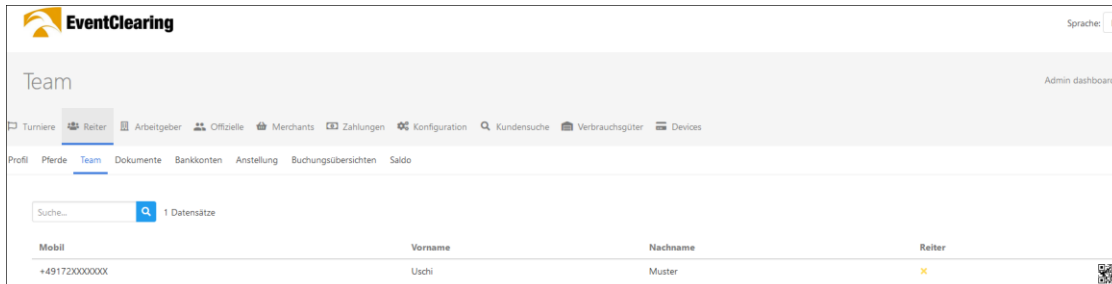 EventClearing
Sprache:
Team
Admin dashboard
Turniere Reiter Arbeitgeber Offizielle Merchants Zahlungen Konfiguration Kundensuche Verbrauchsgüter Devices
Profil Pferde Team Dokumente Bankkonten Anstellung Buchungsübersichten Saldo
Suche... 1 Datensätze
Mobil Vorname Nachname Reiter
+49172XXXXXXX Uschi Muster